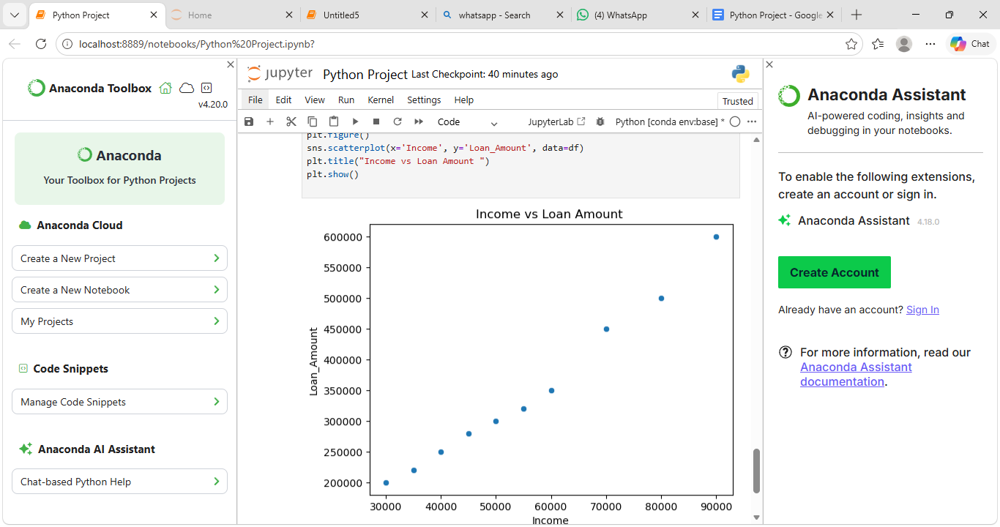 Python Project
Home
Untitled5
whatsapp - Search
(4) WhatsApp
Python Project - Google
localhost:8889/notebooks/Python%20Project.ipynb?
Chat
Anaconda Toolbox
v4.20.0
Anaconda
Your Toolbox for Python Projects
Anaconda Cloud
Create a New Project
Create a New Notebook
My Projects
Code Snippets
Manage Code Snippets
Anaconda AI Assistant
Chat-based Python Help
jupyter Python Project Last Checkpoint: 40 minutes ago
File Edit View Run Kernel Settings Help
Trusted
Code
JupyterLab
Python [conda env:base] *
plt.figure()
sns.scatterplot(x='Income', y='Loan_Amount', data=df)
plt.title("Income vs Loan Amount ")
plt.show()
Income vs Loan Amount
600000
550000
500000
450000
400000
350000
300000
250000
200000
Loan_Amount
30000 40000 50000 60000 70000 80000 90000
Income
Anaconda Assistant
AI-powered coding, insights and
debugging in your notebooks.
To enable the following extensions,
create an account or sign in.
Anaconda Assistant 4.18.0
Create Account
Already have an account? Sign In
For more information, read our
Anaconda Assistant
documentation.